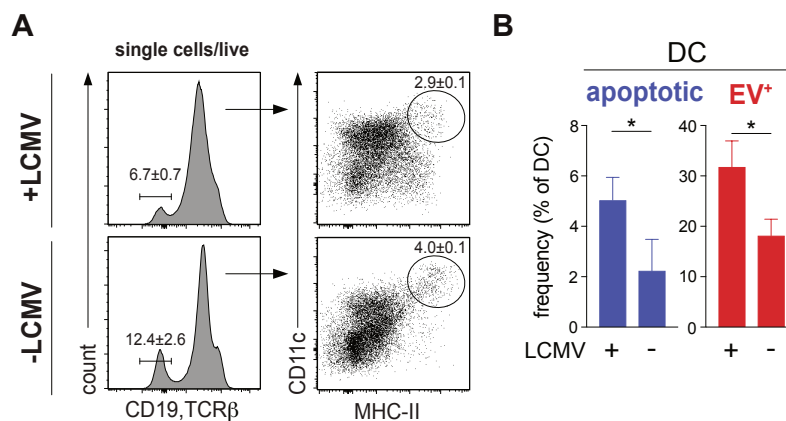 A
single cells/live
+LCMV
count
6.7±0.7
CD11c
2.9±0.1
-LCMV
12.4±2.6
4.0±0.1
CD19,TCRβ
MHC-II
B
DC
apoptotic
EV+
frequency (% of DC)
8
6
4
2
0
*
40
30
20
10
0
*
LCMV + - + -